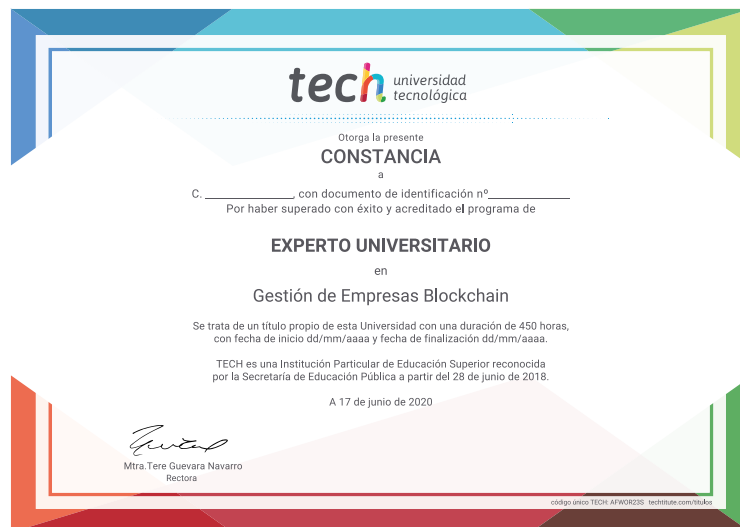 tech universidad
tecnológica
Otorga la presente
CONSTANCIA
a
C. ______________, con documento de identificación nº_____________
Por haber superado con éxito y acreditado el programa de
EXPERTO UNIVERSITARIO
en
Gestión de Empresas Blockchain
Se trata de un título propio de esta Universidad con una duración de 450 horas,
con fecha de inicio dd/mm/aaaa y fecha de finalización dd/mm/aaaa.
TECH es una Institución Particular de Educación Superior reconocida
por la Secretaría de Educación Pública a partir del 28 de junio de 2018.
A 17 de junio de 2020
Mtra.Tere Guevara Navarro
Rectora
código único TECH: AFWOR23S techtitute.com/titulos